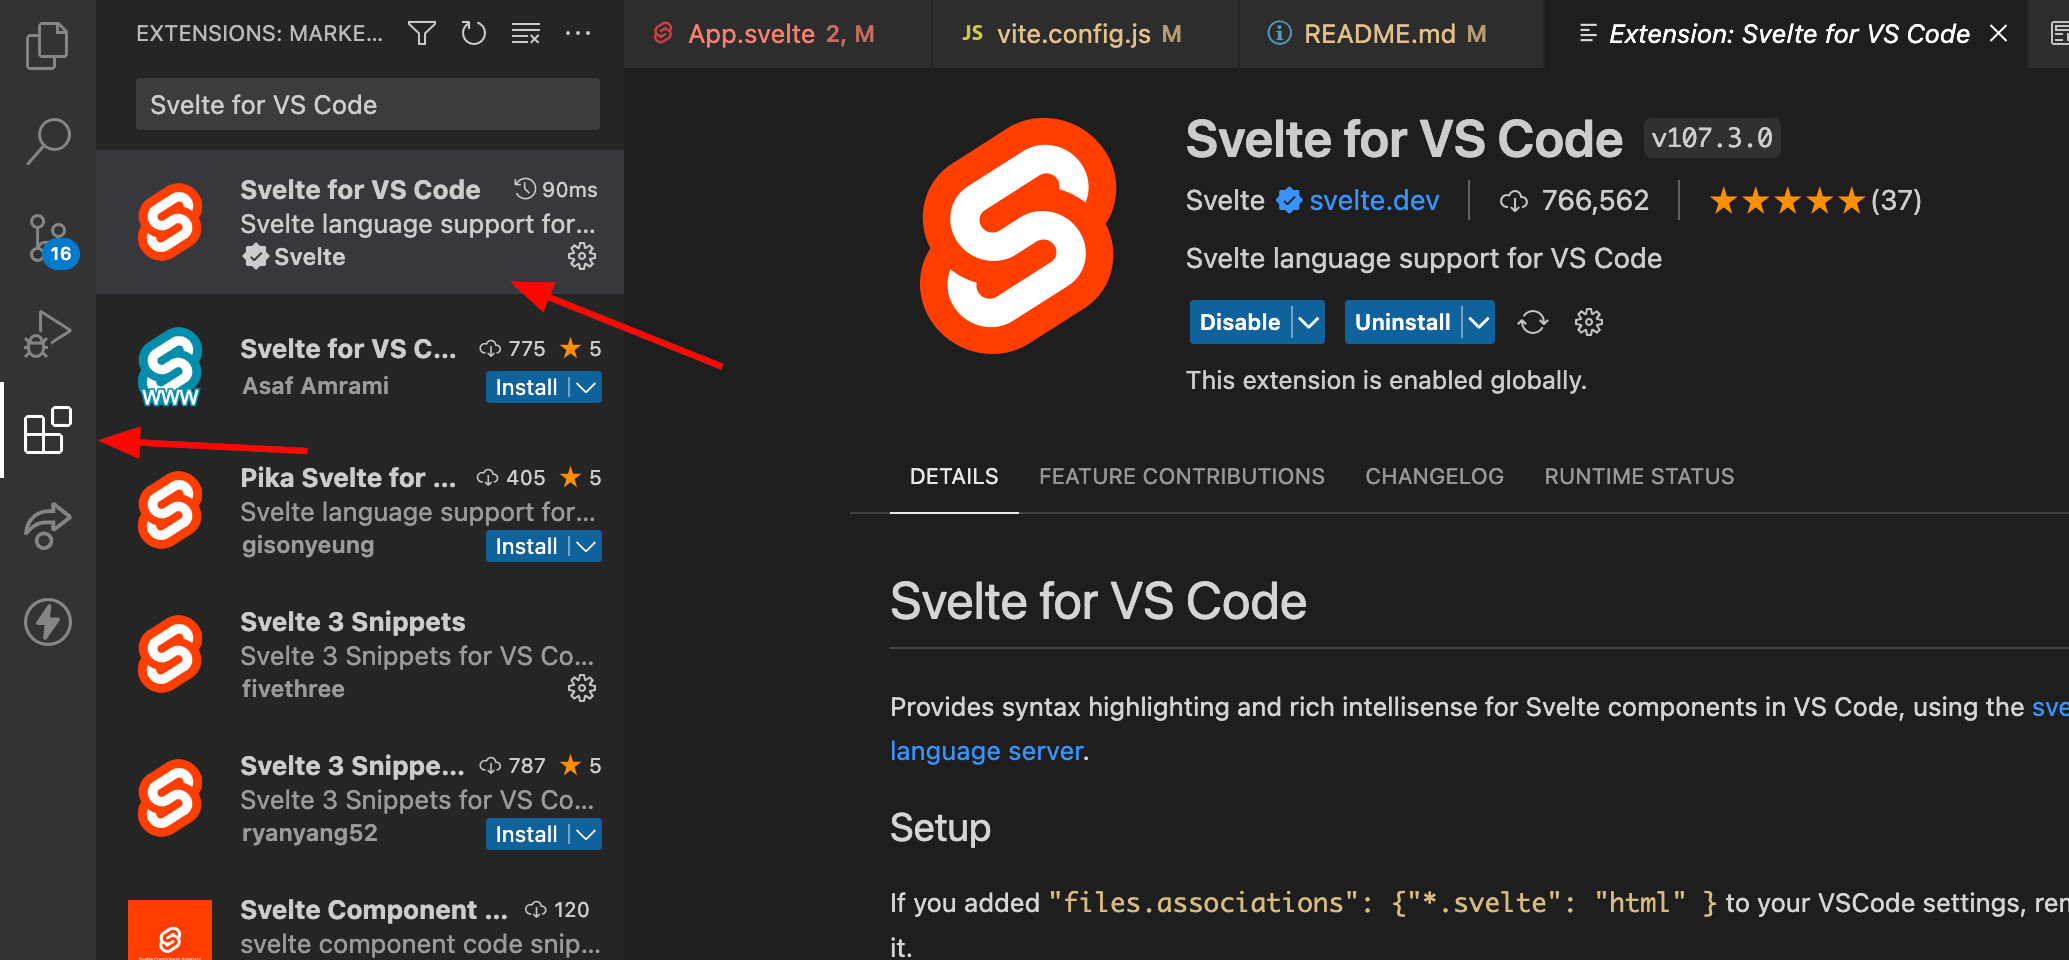 EXTENSIONS: MARKE...
App.svelte 2, M
JS vite.config.js M
README.md M
Extension: Svelte for VS Code
Svelte for VS Code
Svelte for VS Code 90ms
Svelte language support for...
Svelte
16
Svelte for VS C... 775 5
Asaf Amrami Install
WWW
Pika Svelte for ... 405 5
Svelte language support for...
gisonyeung Install
Svelte 3 Snippets
Svelte 3 Snippets for VS Co...
fivethree
Svelte 3 Snippe... 787 5
Svelte 3 Snippets for VS Co...
ryanyang52 Install
Svelte Component ... 120
svelte component code snip...
Svelte for VS Code v107.3.0
Svelte svelte.dev 766,562 (37)
Svelte language support for VS Code
Disable Uninstall
This extension is enabled globally.
DETAILS FEATURE CONTRIBUTIONS CHANGELOG RUNTIME STATUS
Svelte for VS Code
Provides syntax highlighting and rich intellisense for Svelte components in VS Code, using the sve
language server.
Setup
If you added "files.associations": {"*.svelte": "html" } to your VSCode settings, rem
it.